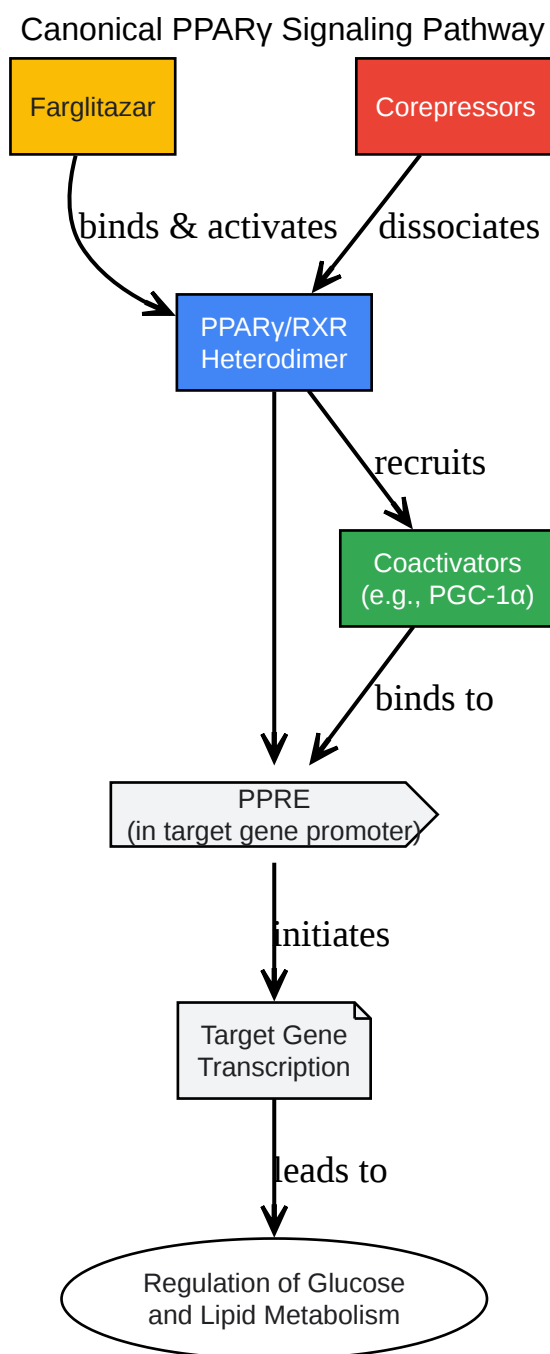 Canonical PPARγ Signaling Pathway
Farglitazar
Corepressors
binds & activates
dissociates
PPARγ/RXR
Heterodimer
recruits
Coactivators
(e.g., PGC-1α)
binds to
PPRE
(in target gene promoter)
initiates
Target Gene
Transcription
leads to
Regulation of Glucose
and Lipid Metabolism